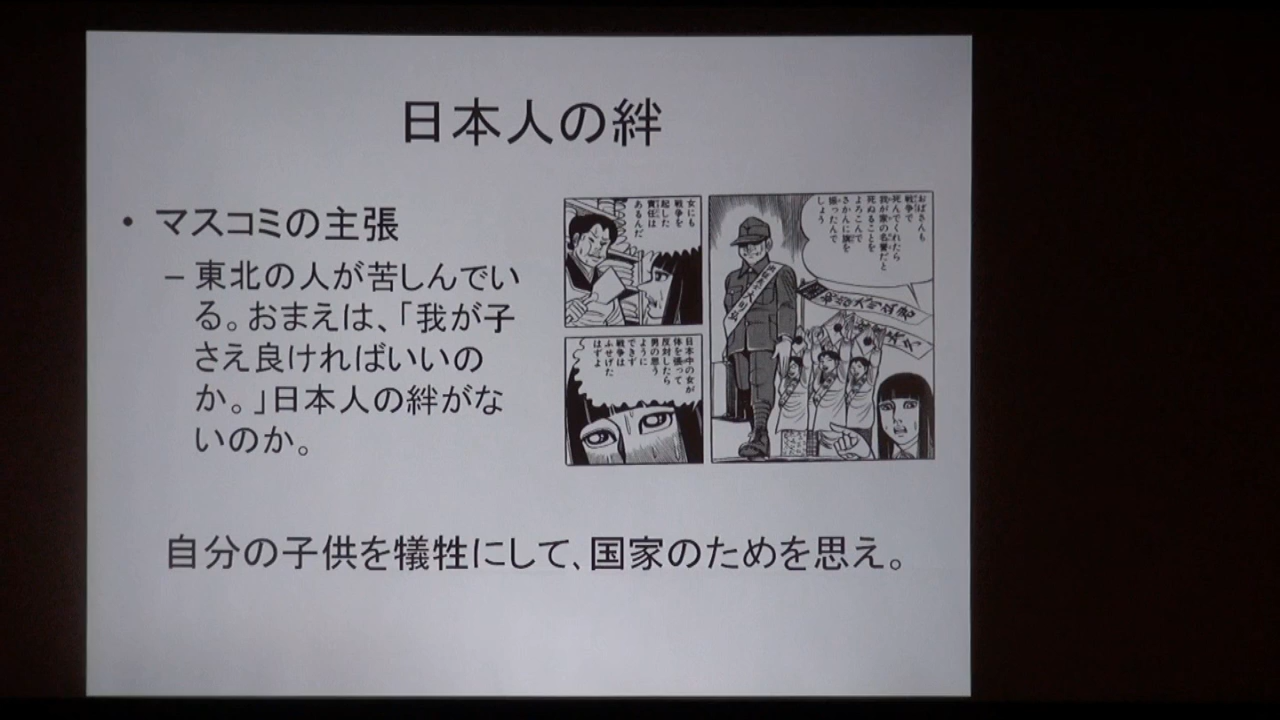 日本人の絆
• マスコミの主張
– 東北の人が苦しんでい
る。おまえは、「我が子
さえ良ければいいの
か。」日本人の絆がな
いのか。
女にも
戦争を
起した
責任は
あるんだ
日本中の女が
体を張って
反対したら
男の思う
ように
できず
戦争は
ふせげた
はずよ
おばさんも
戦争で
死んでくれたら
我が家の名誉だと
死ぬることを
よろこんで
さかんに旗を
振ったんで
しょう
自分の子供を犠牲にして、国家のためを思え。